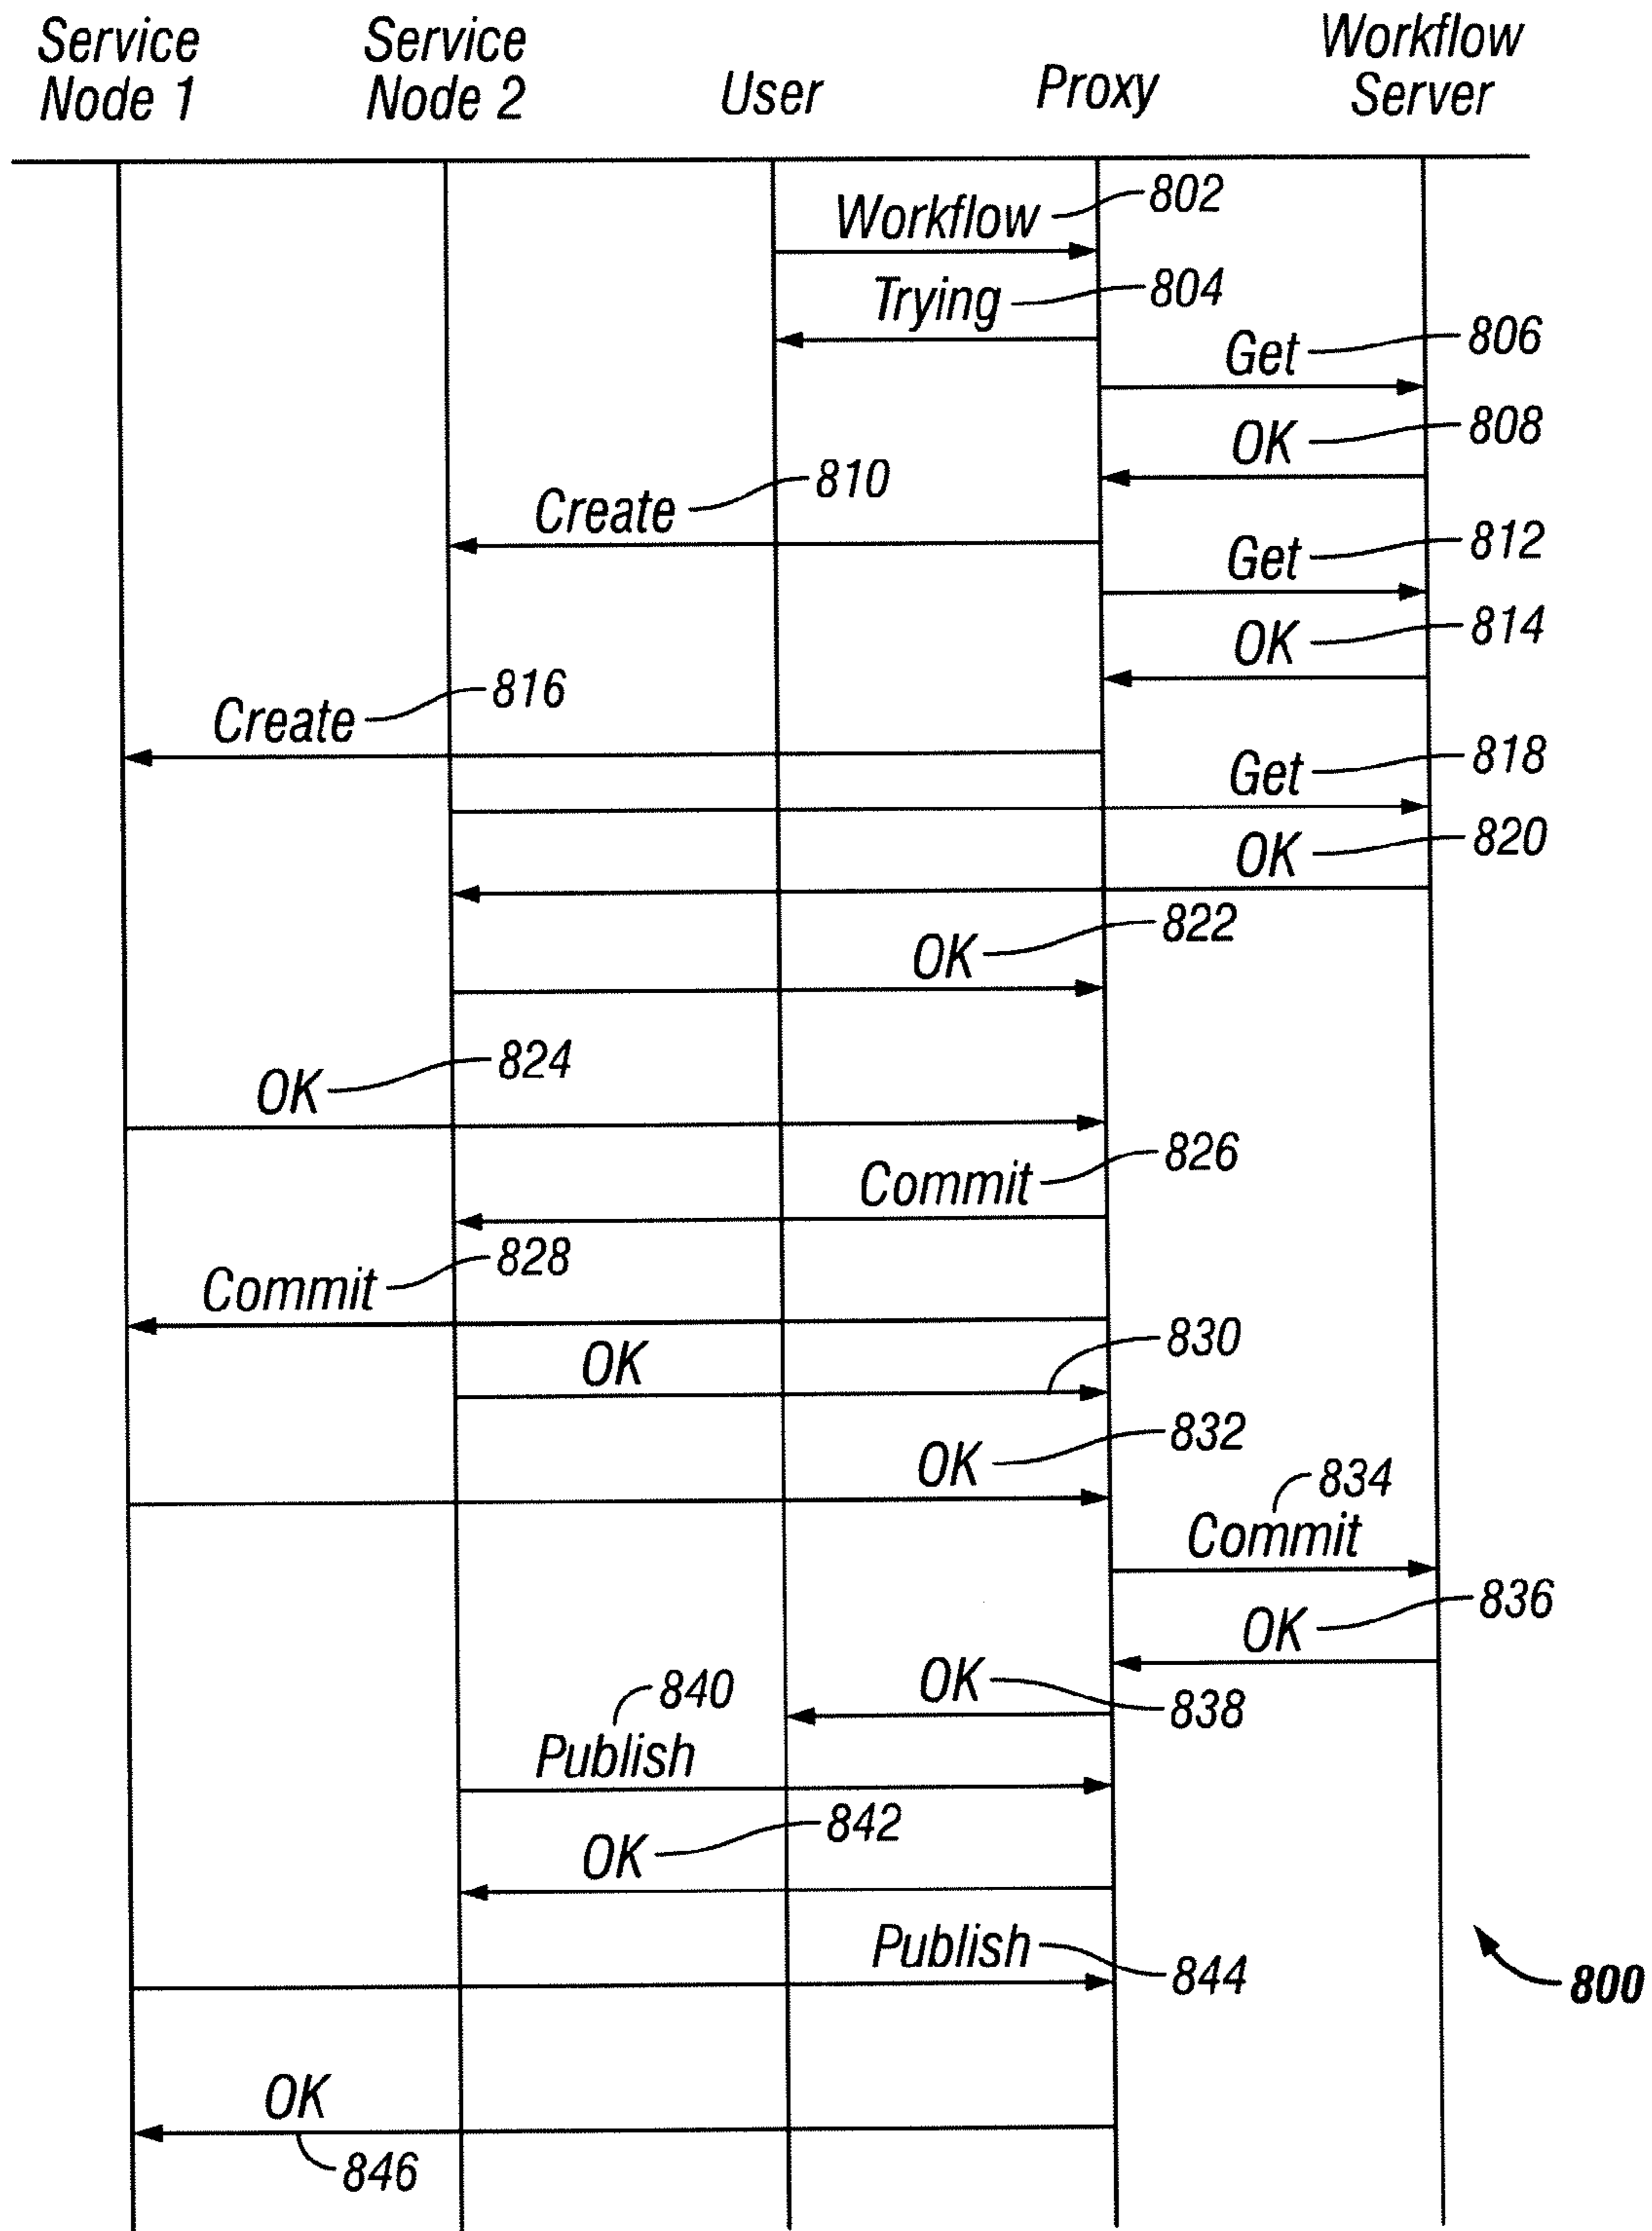 Service Node 1
Service Node 2
User
Proxy
Workflow Server
Workflow 802
Trying 804
Get 806
OK 808
Create 810
Get 812
OK 814
Create 816
Get 818
OK 820
OK 822
OK 824
Commit 826
Commit 828
OK 830
OK 832
Commit 834
OK 836
OK 838
Publish 840
OK 842
Publish 844
800
OK 846